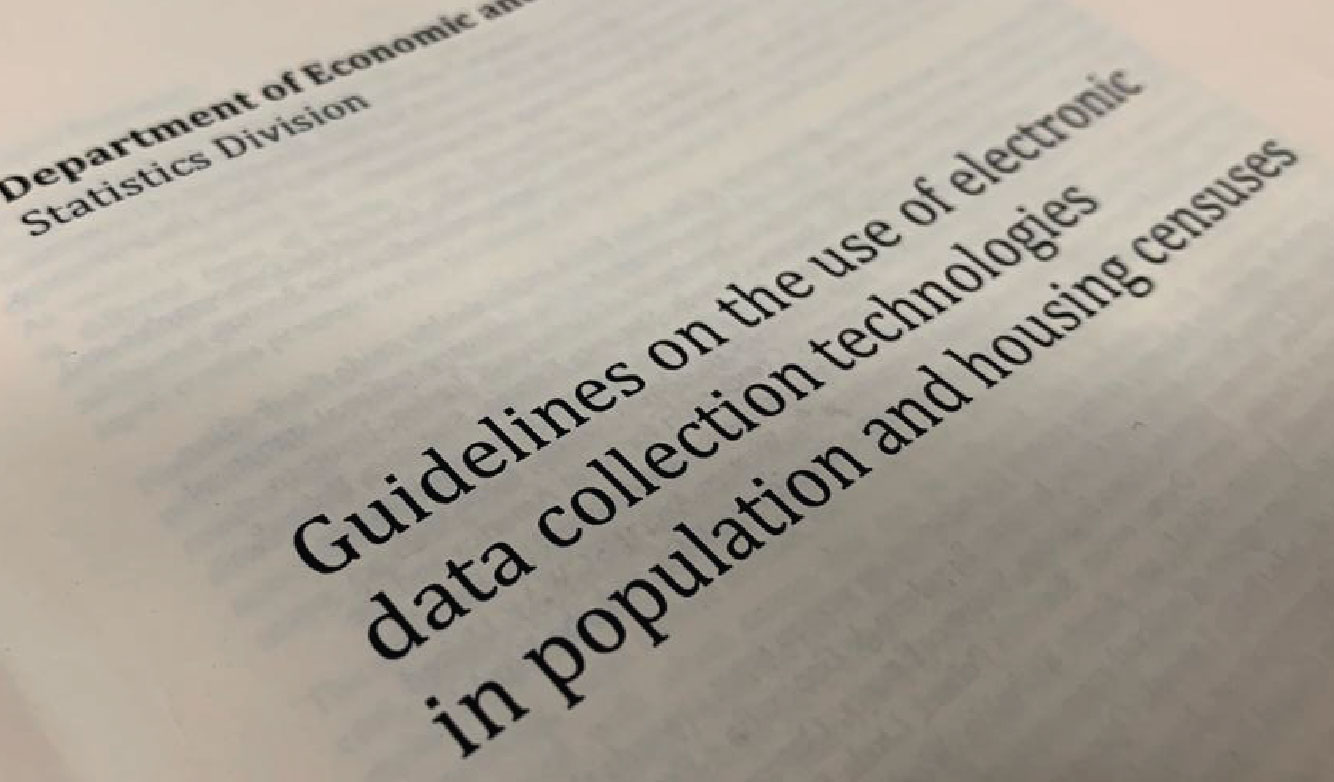 Department of Economic an
Statistics Division
Guidelines on the use of electronic
data collection technologies
in population and housing censuses